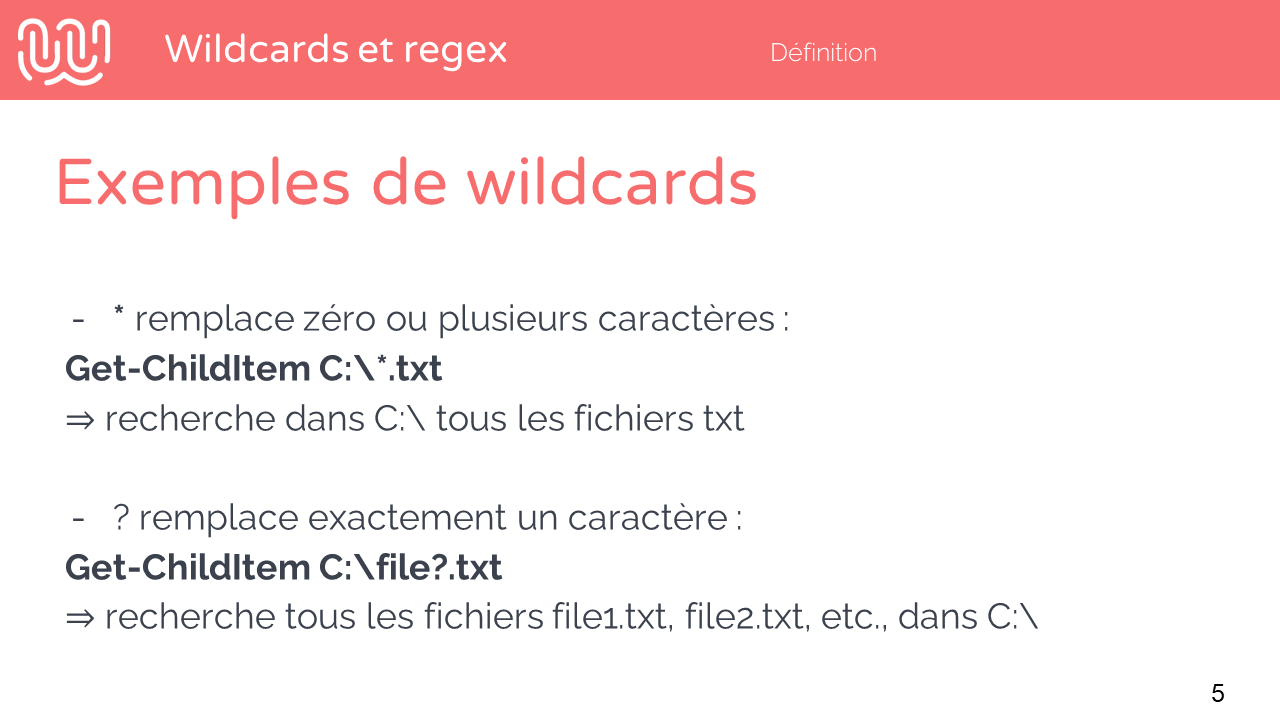 Wildcards et regex
Définition
Exemples de wildcards
- * remplace zéro ou plusieurs caractères :
Get-ChildItem C:\*.txt
⇒ recherche dans C:\ tous les fichiers txt
- ? remplace exactement un caractère :
Get-ChildItem C:\file?.txt
⇒ recherche tous les fichiers file1.txt, file2.txt, etc., dans C:\
5